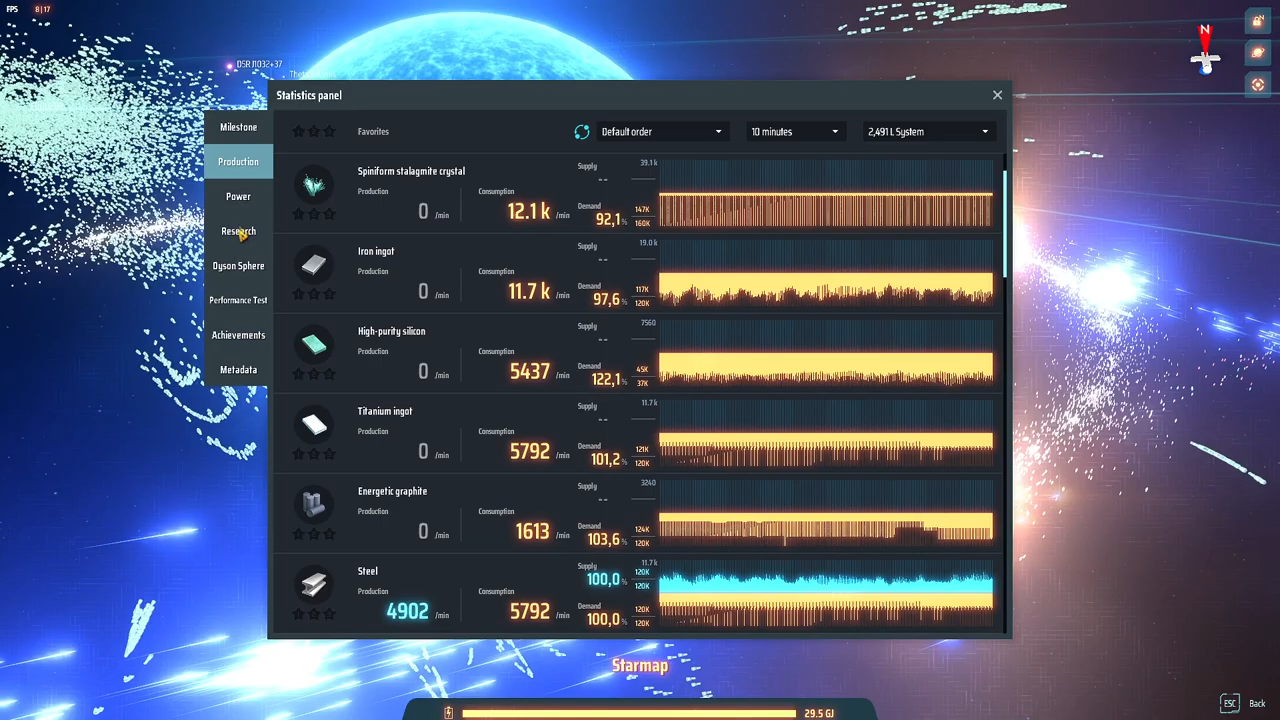 FPS 8|17
DSR J1032+37
N
Statistics panel
Milestone
Production
Power
Research
Dyson Sphere
Performance Test
Achievements
Metadata
Favorites
Default order
10 minutes
2,491 L System
Spiniform stalagmite crystal
Production 0 /min
Consumption 12.1 k /min
Supply --
Demand 92,1 %
39.1 k
147K
160K
Iron ingot
Production 0 /min
Consumption 11.7 k /min
Supply --
Demand 97,6 %
19.0 k
117K
120K
High-purity silicon
Production 0 /min
Consumption 5437 /min
Supply --
Demand 122,1 %
7560
45K
37K
Titanium ingot
Production 0 /min
Consumption 5792 /min
Supply --
Demand 101,2 %
11.7 k
121K
120K
Energetic graphite
Production 0 /min
Consumption 1613 /min
Supply --
Demand 103,6 %
3240
124K
120K
Steel
Production 4902 /min
Consumption 5792 /min
Supply 100,0 %
Demand 100,0 %
11.7 k
120K
120K
120K
120K
Starmap
29.5 GJ
ESC Back